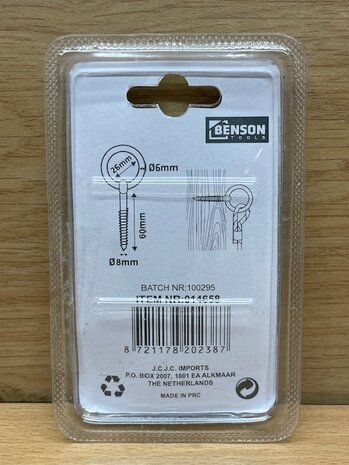 BENSON
TOOLS
26mm
Ø6mm
60mm
Ø8mm
BATCH NR:100295
ITEM NR:014658
8 721178 202387
J.C.J.C. IMPORTS
P.O. BOX 2007, 1801 EA ALKMAAR
THE NETHERLANDS
MADE IN PRC